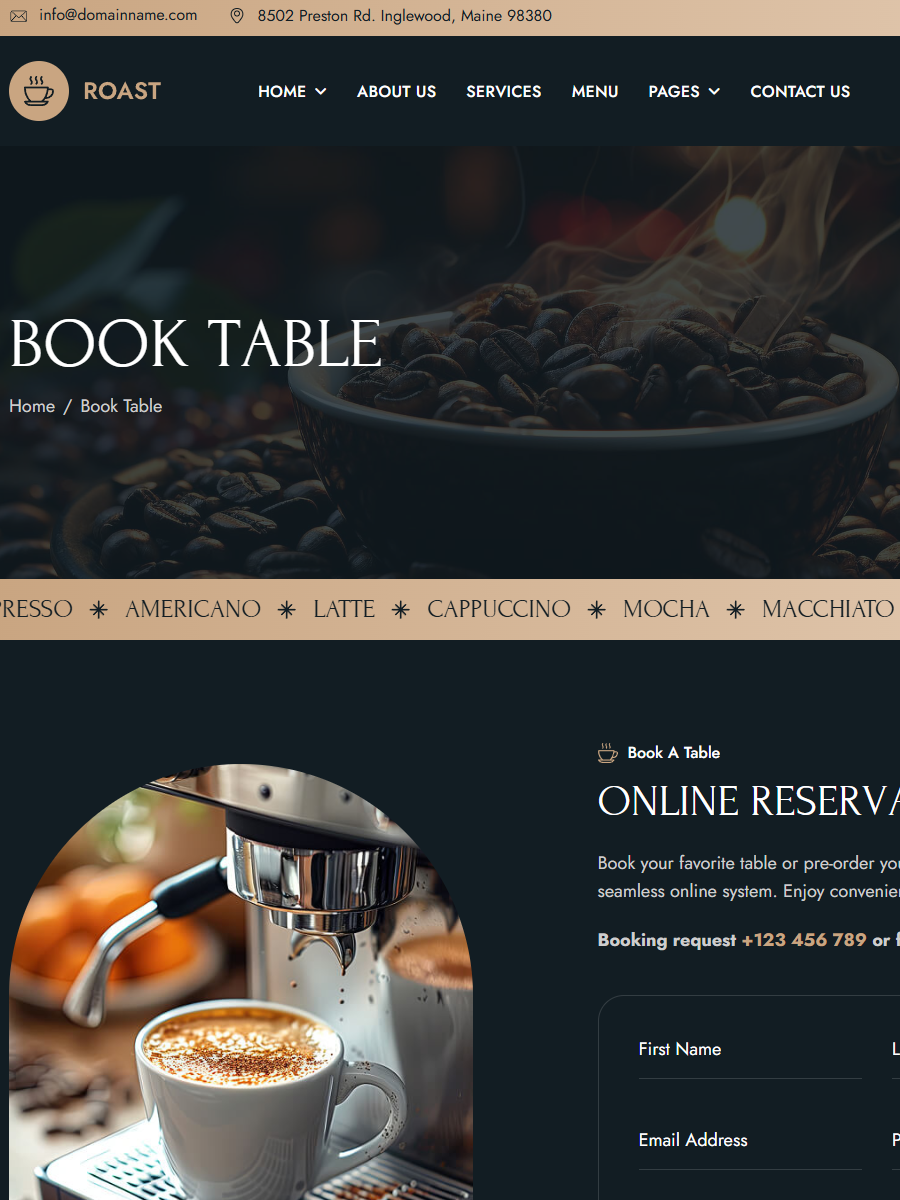 info@domainname.com 8502 Preston Rd. Inglewood, Maine 98380
ROAST HOME ABOUT US SERVICES MENU PAGES CONTACT US
BOOK TABLE
Home / Book Table
RESSO AMERICANO LATTE CAPPUCCINO MOCHA MACCHIATO
Book A Table
ONLINE RESERVA
Book your favorite table or pre-order yo
seamless online system. Enjoy convenie
Booking request +123 456 789 or f
First Name L
Email Address P